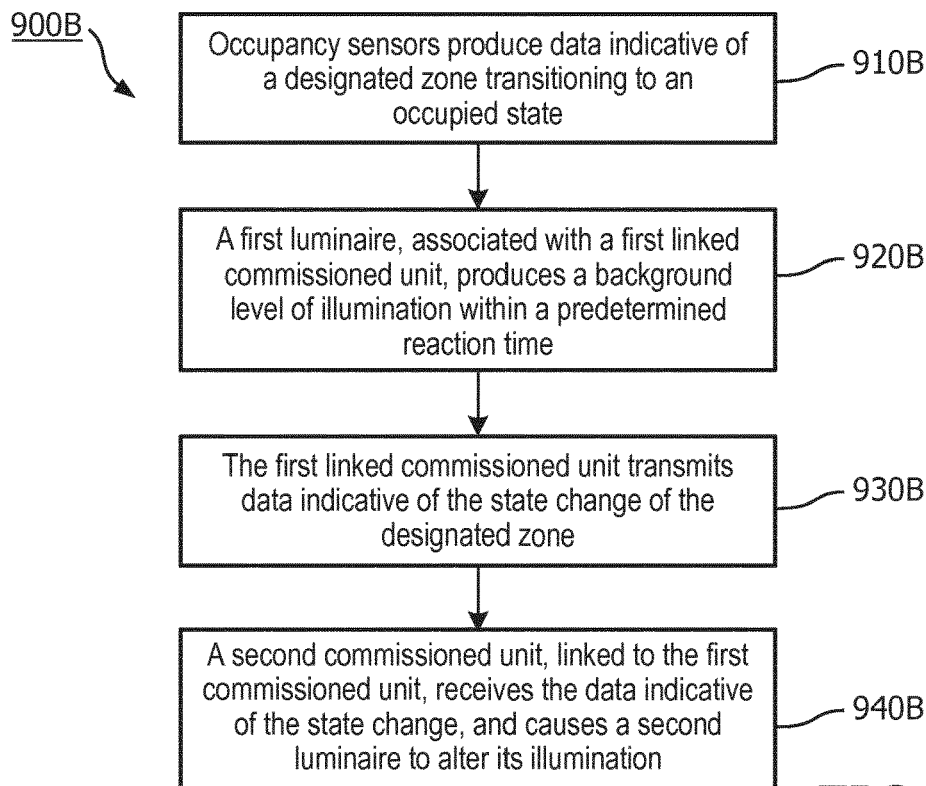 900B
Occupancy sensors produce data indicative of
a designated zone transitioning to an
occupied state
910B
A first luminaire, associated with a first linked
commissioned unit, produces a background
level of illumination within a predetermined
reaction time
920B
The first linked commissioned unit transmits
data indicative of the state change of the
designated zone
930B
A second commissioned unit, linked to the first
commissioned unit, receives the data indicative
of the state change, and causes a second
luminaire to alter its illumination
940B